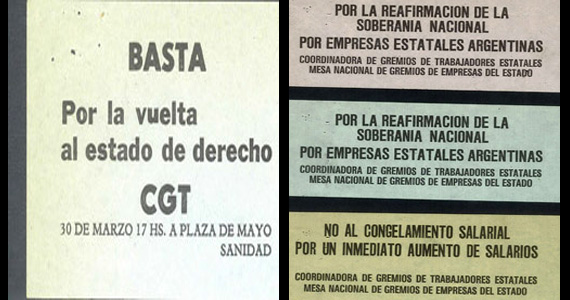 BASTA
Por la vuelta
al estado de derecho
CGT
30 DE MARZO 17 HS. A PLAZA DE MAYO
SANIDAD
POR LA REAFIRMACION DE LA
SOBERANIA NACIONAL
POR EMPRESAS ESTATALES ARGENTINAS
COORDINADORA DE GREMIOS DE TRABAJADORES ESTATALES
MESA NACIONAL DE GREMIOS DE EMPRESAS DEL ESTADO
POR LA REAFIRMACION DE LA
SOBERANIA NACIONAL
POR EMPRESAS ESTATALES ARGENTINAS
COORDINADORA DE GREMIOS DE TRABAJADORES ESTATALES
MESA NACIONAL DE GREMIOS DE EMPRESAS DEL ESTADO
NO AL CONGELAMIENTO SALARIAL
POR UN INMEDIATO AUMENTO DE SALARIOS
COORDINADORA DE GREMIOS DE TRABAJADORES ESTATALES
MESA NACIONAL DE GREMIOS DE EMPRESAS DEL ESTADO